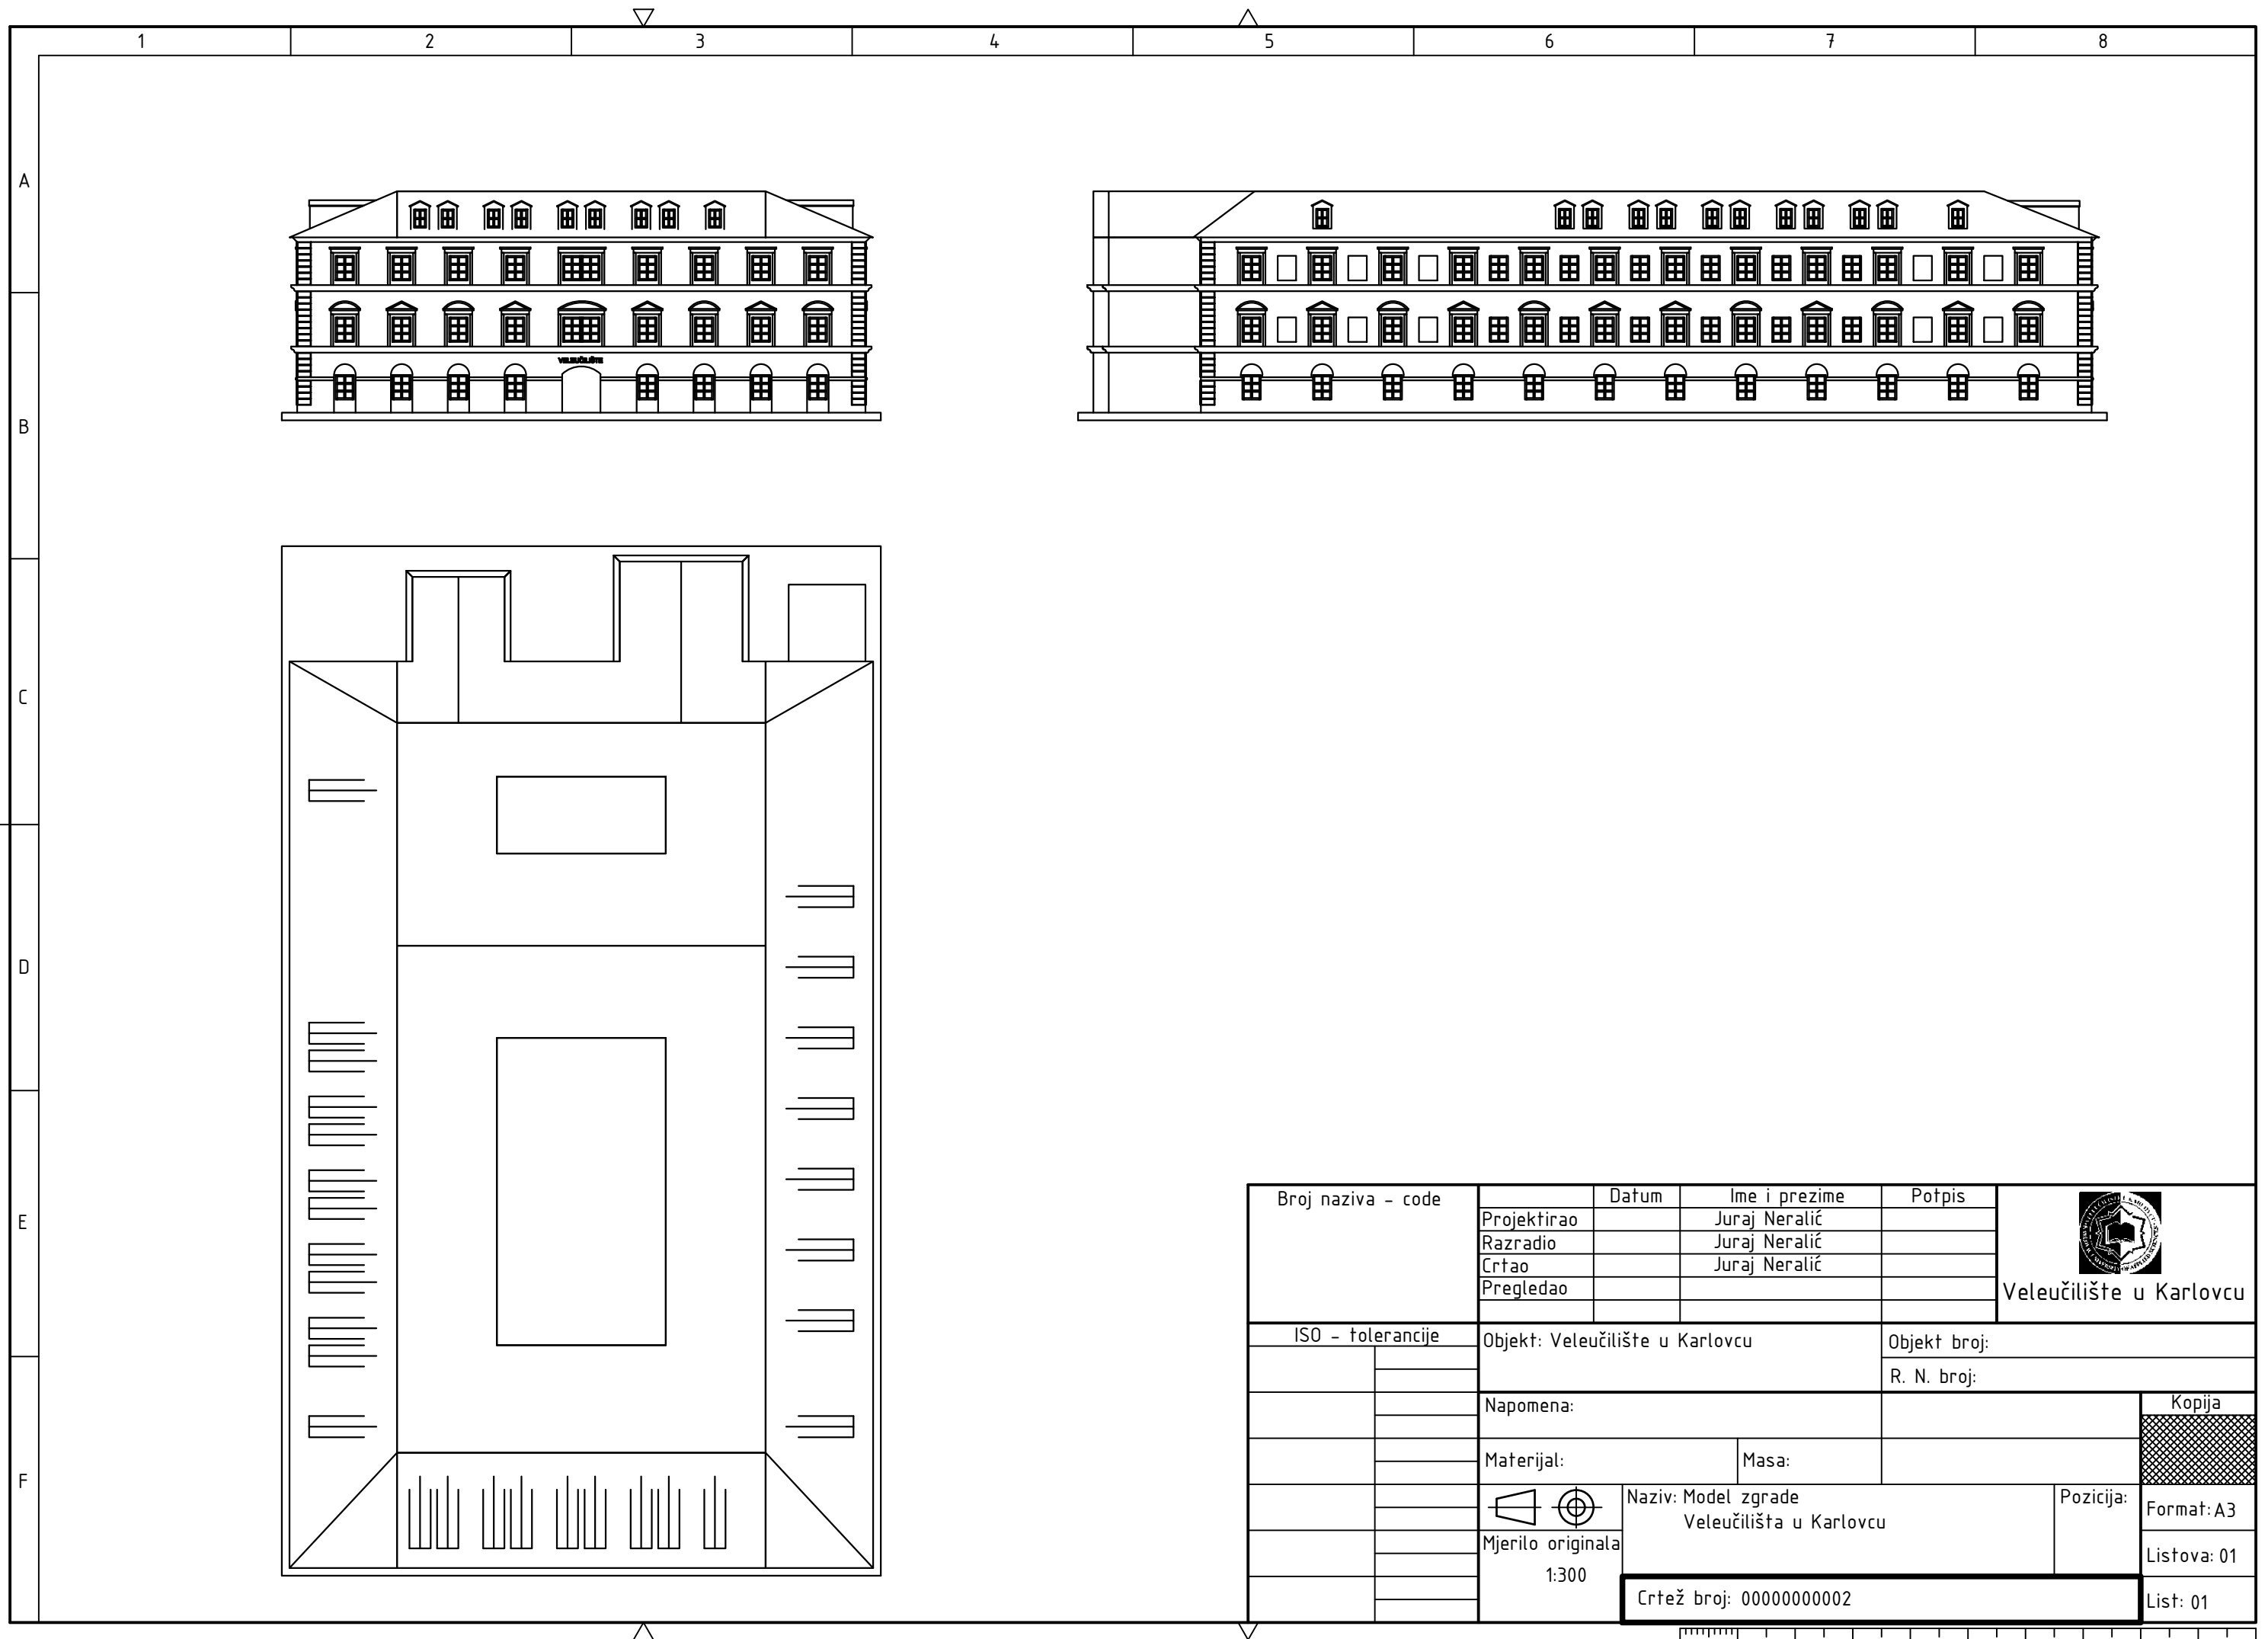 1 2 3 4 5 6 7 8
A
B
C
D
E
F
VELEUČILIŠTE
Broj naziva - code
Datum Ime i prezime Potpis
Projektirao Juraj Neralić
Razradio Juraj Neralić
Crtao Juraj Neralić
Pregledao
Veleučilište u Karlovcu
ISO - tolerancije
Objekt: Veleučilište u Karlovcu
Objekt broj:
R. N. broj:
Napomena:
Kopija
Materijal: Masa:
Naziv: Model zgrade
Veleučilišta u Karlovcu
Pozicija:
Format: A3
Mjerilo originala
1:300
Listova: 01
Crtež broj: 00000000002
List: 01